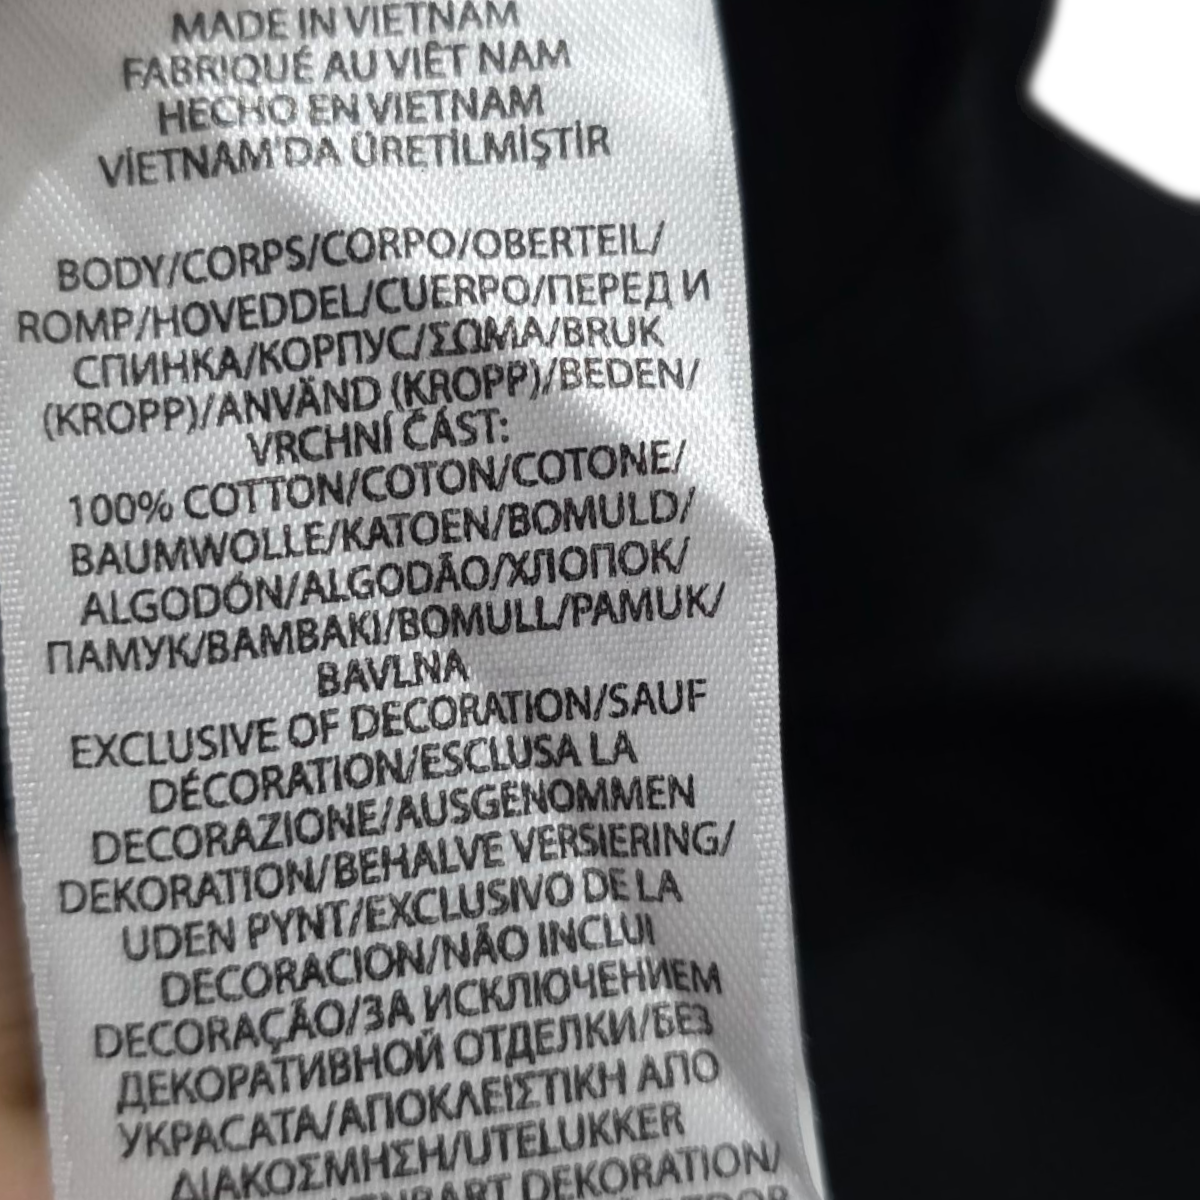 MADE IN VIETNAM
FABRIQUÉ AU VIÊT NAM
HECHO EN VIETNAM
VİETNAM'DA ÜRETİLMİŞTİR
BODY/CORPS/CORPO/OBERTEIL/
ROMP/HOVEDDEL/CUERPO/ПЕРЕД И
СПИНКА/КОРПУС/ΣΩΜΑ/BRUK
(KROPP)/ANVÄND (KROPP)/BEDEN/
VRCHNÍ ČÁST:
100% COTTON/COTON/COTONE/
BAUMWOLLE/KATOEN/BOMULD/
ALGODÓN/ALGODÃO/ХЛОПОК/
ПАМУК/ΒΑΜΒΑΚΙ/BOMULL/PAMUK/
BAVLNA
EXCLUSIVE OF DECORATION/SAUF
DÉCORATION/ESCLUSA LA
DECORAZIONE/AUSGENOMMEN
DEKORATION/BEHALVE VERSIERING/
UDEN PYNT/EXCLUSIVO DE LA
DECORACION/NÃO INCLUI
DECORAÇÃO/ЗА ИСКЛЮЧЕНИЕМ
ДЕКОРАТИВНОЙ ОТДЕЛКИ/БЕЗ
УКРАСАТА/ΑΠΟΚΛΕΙΣΤΙΚΗ ΑΠΟ
ΔΙΑΚΟΣΜΗΣΗ/UTELUKKER
DEKORATION/